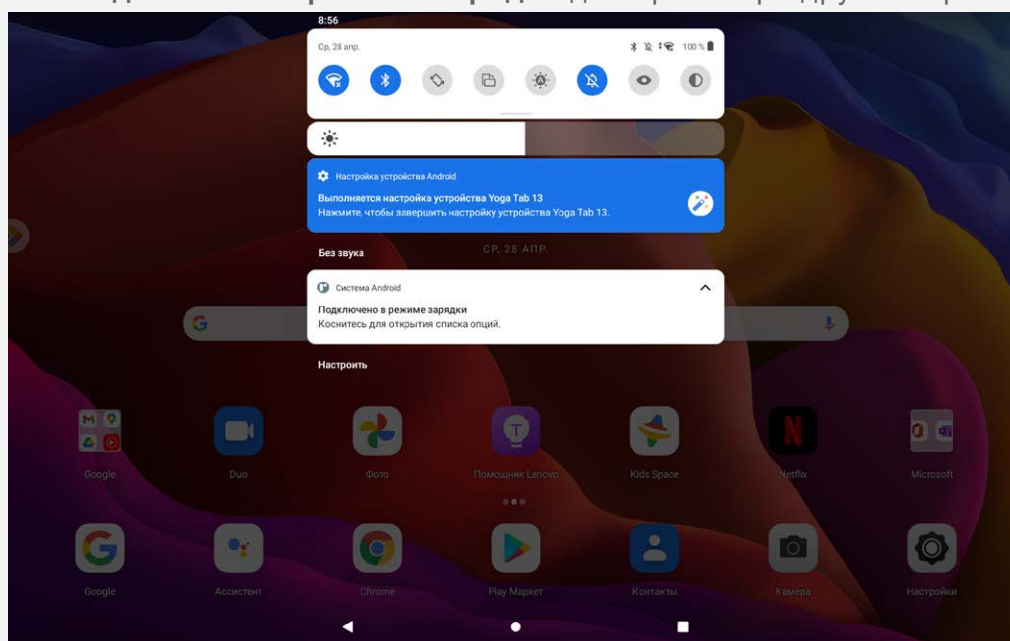 8:56
Ср, 28 апр.
100 %
Настройка устройства Android
Выполняется настройка устройства Yoga Tab 13
Нажмите, чтобы завершить настройку устройства Yoga Tab 13.
Без звука
СР, 28 АПР.
Система Android
Подключено в режиме зарядки
Коснитесь для открытия списка опций.
Настроить
Google
Duo
Фото
Помощник Lenovo
Kids Space
Netflix
Microsoft
Google
Ассистент
Chrome
Play Маркет
Контакты
Камера
Настройки